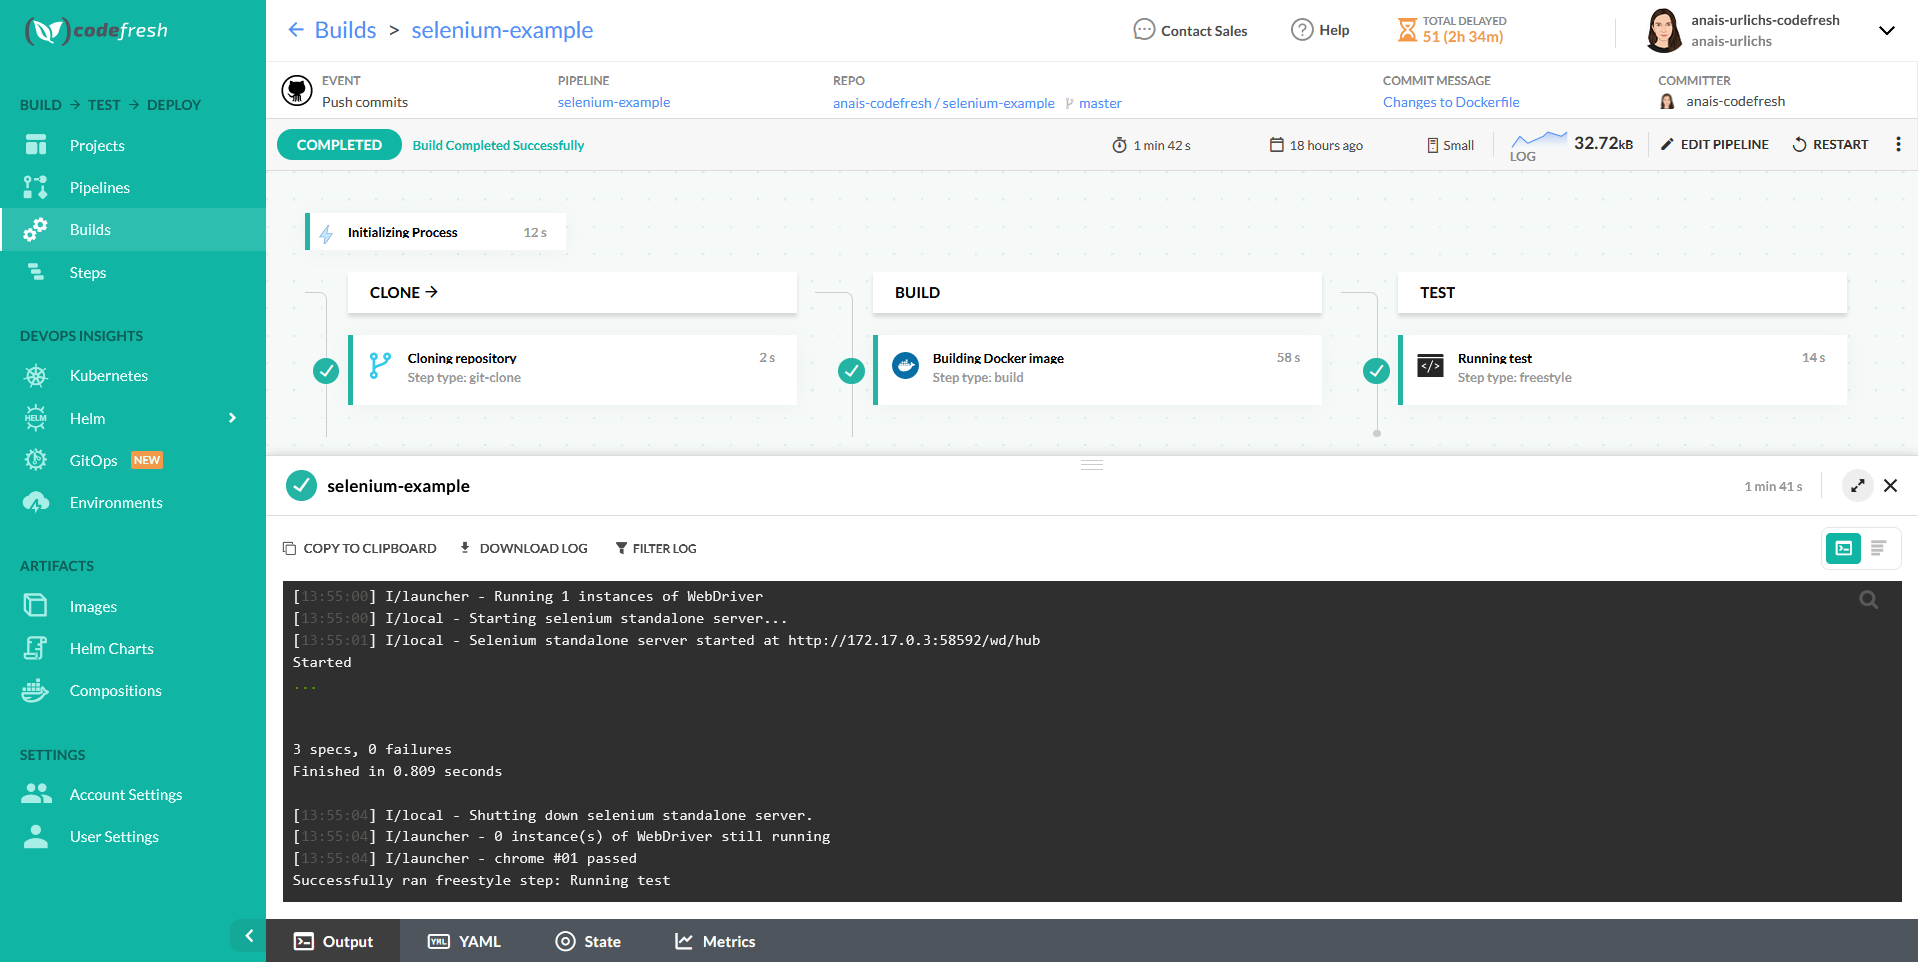 codefresh
BUILD → TEST → DEPLOY
Projects
Pipelines
Builds
Steps
DEVOPS INSIGHTS
Kubernetes
HELM Helm
GitOps NEW
Environments
ARTIFACTS
Images
Helm Charts
Compositions
SETTINGS
Account Settings
User Settings
← Builds > selenium-example
Contact Sales
? Help
TOTAL DELAYED
51 (2h 34m)
anais-urlichs-codefresh
anais-urlichs
EVENT
Push commits
PIPELINE
selenium-example
REPO
anais-codefresh / selenium-example master
COMMIT MESSAGE
Changes to Dockerfile
COMMITTER
anais-codefresh
COMPLETED Build Completed Successfully
1 min 42 s
18 hours ago
Small
LOG
32.72kB
EDIT PIPELINE
RESTART
Initializing Process 12 s
CLONE →
Cloning repository 2 s
Step type: git-clone
BUILD
Building Docker image 58 s
Step type: build
TEST
</> Running test 14 s
Step type: freestyle
selenium-example
1 min 41 s
COPY TO CLIPBOARD
DOWNLOAD LOG
FILTER LOG
[13:55:00] I/launcher - Running 1 instances of WebDriver
[13:55:00] I/local - Starting selenium standalone server...
[13:55:01] I/local - Selenium standalone server started at http://172.17.0.3:58592/wd/hub
Started
...
3 specs, 0 failures
Finished in 0.809 seconds
[13:55:04] I/local - Shutting down selenium standalone server.
[13:55:04] I/launcher - 0 instance(s) of WebDriver still running
[13:55:04] I/launcher - chrome #01 passed
Successfully ran freestyle step: Running test
Output
YML YAML
State
Metrics